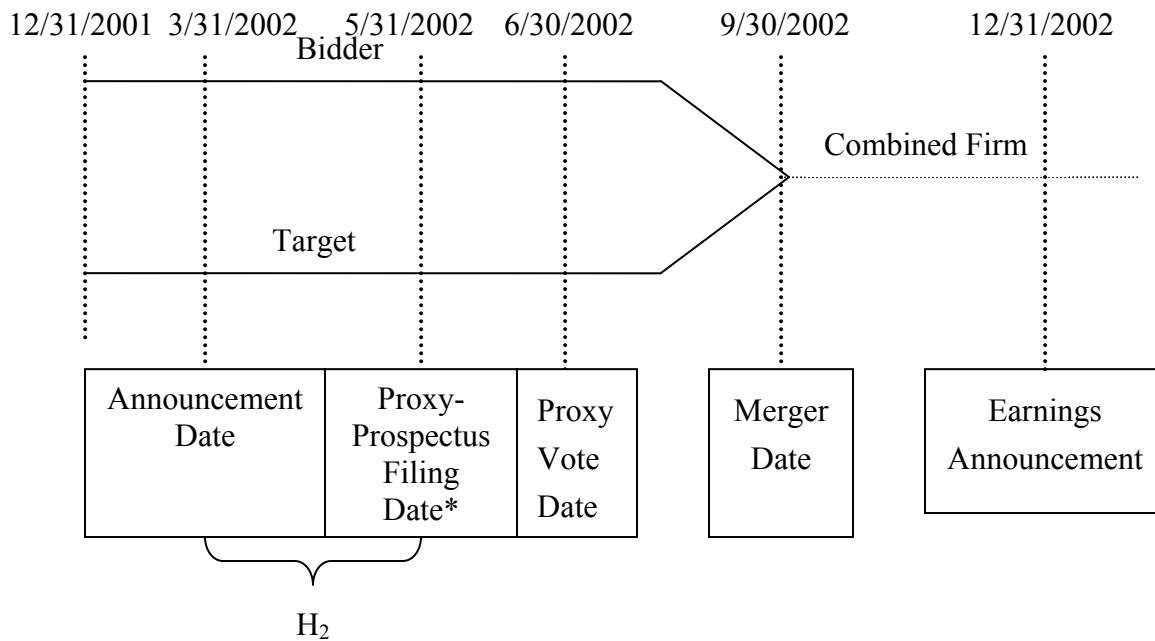 12/31/2001 3/31/2002 5/31/2002 6/30/2002 9/30/2002 12/31/2002
Bidder
Combined Firm
Target
Announcement
Date
Proxy-
Prospectus
Filing
Date*
Proxy
Vote
Date
Merger
Date
Earnings
Announcement
H₂